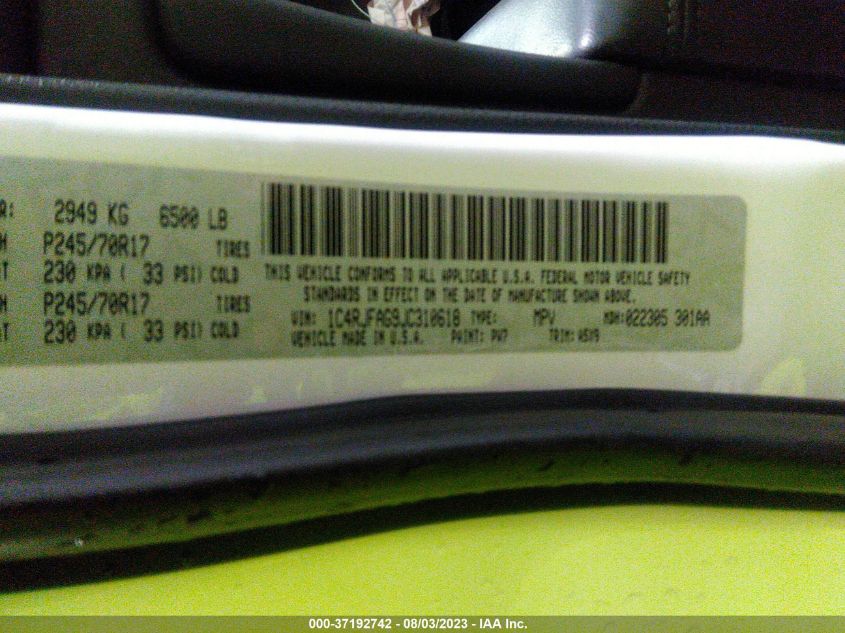 R: 2949 KG 6500 LB
P245/70R17 TIRES
230 KPA ( 33 PSI) COLD
P245/70R17 TIRES
230 KPA ( 33 PSI) COLD
THIS VEHICLE CONFORMS TO ALL APPLICABLE U.S.A. FEDERAL MOTOR VEHICLE SAFETY
STANDARDS IN EFFECT ON THE DATE OF MANUFACTURE SHOWN ABOVE.
VIN: 1C4RJFAG9JC310618 TYPE: MPV MDH:022305 301AA
VEHICLE MADE IN U.S.A. PAINT: PW7 TRIM:
000-37192742 - 08/03/2023 - IAA Inc.